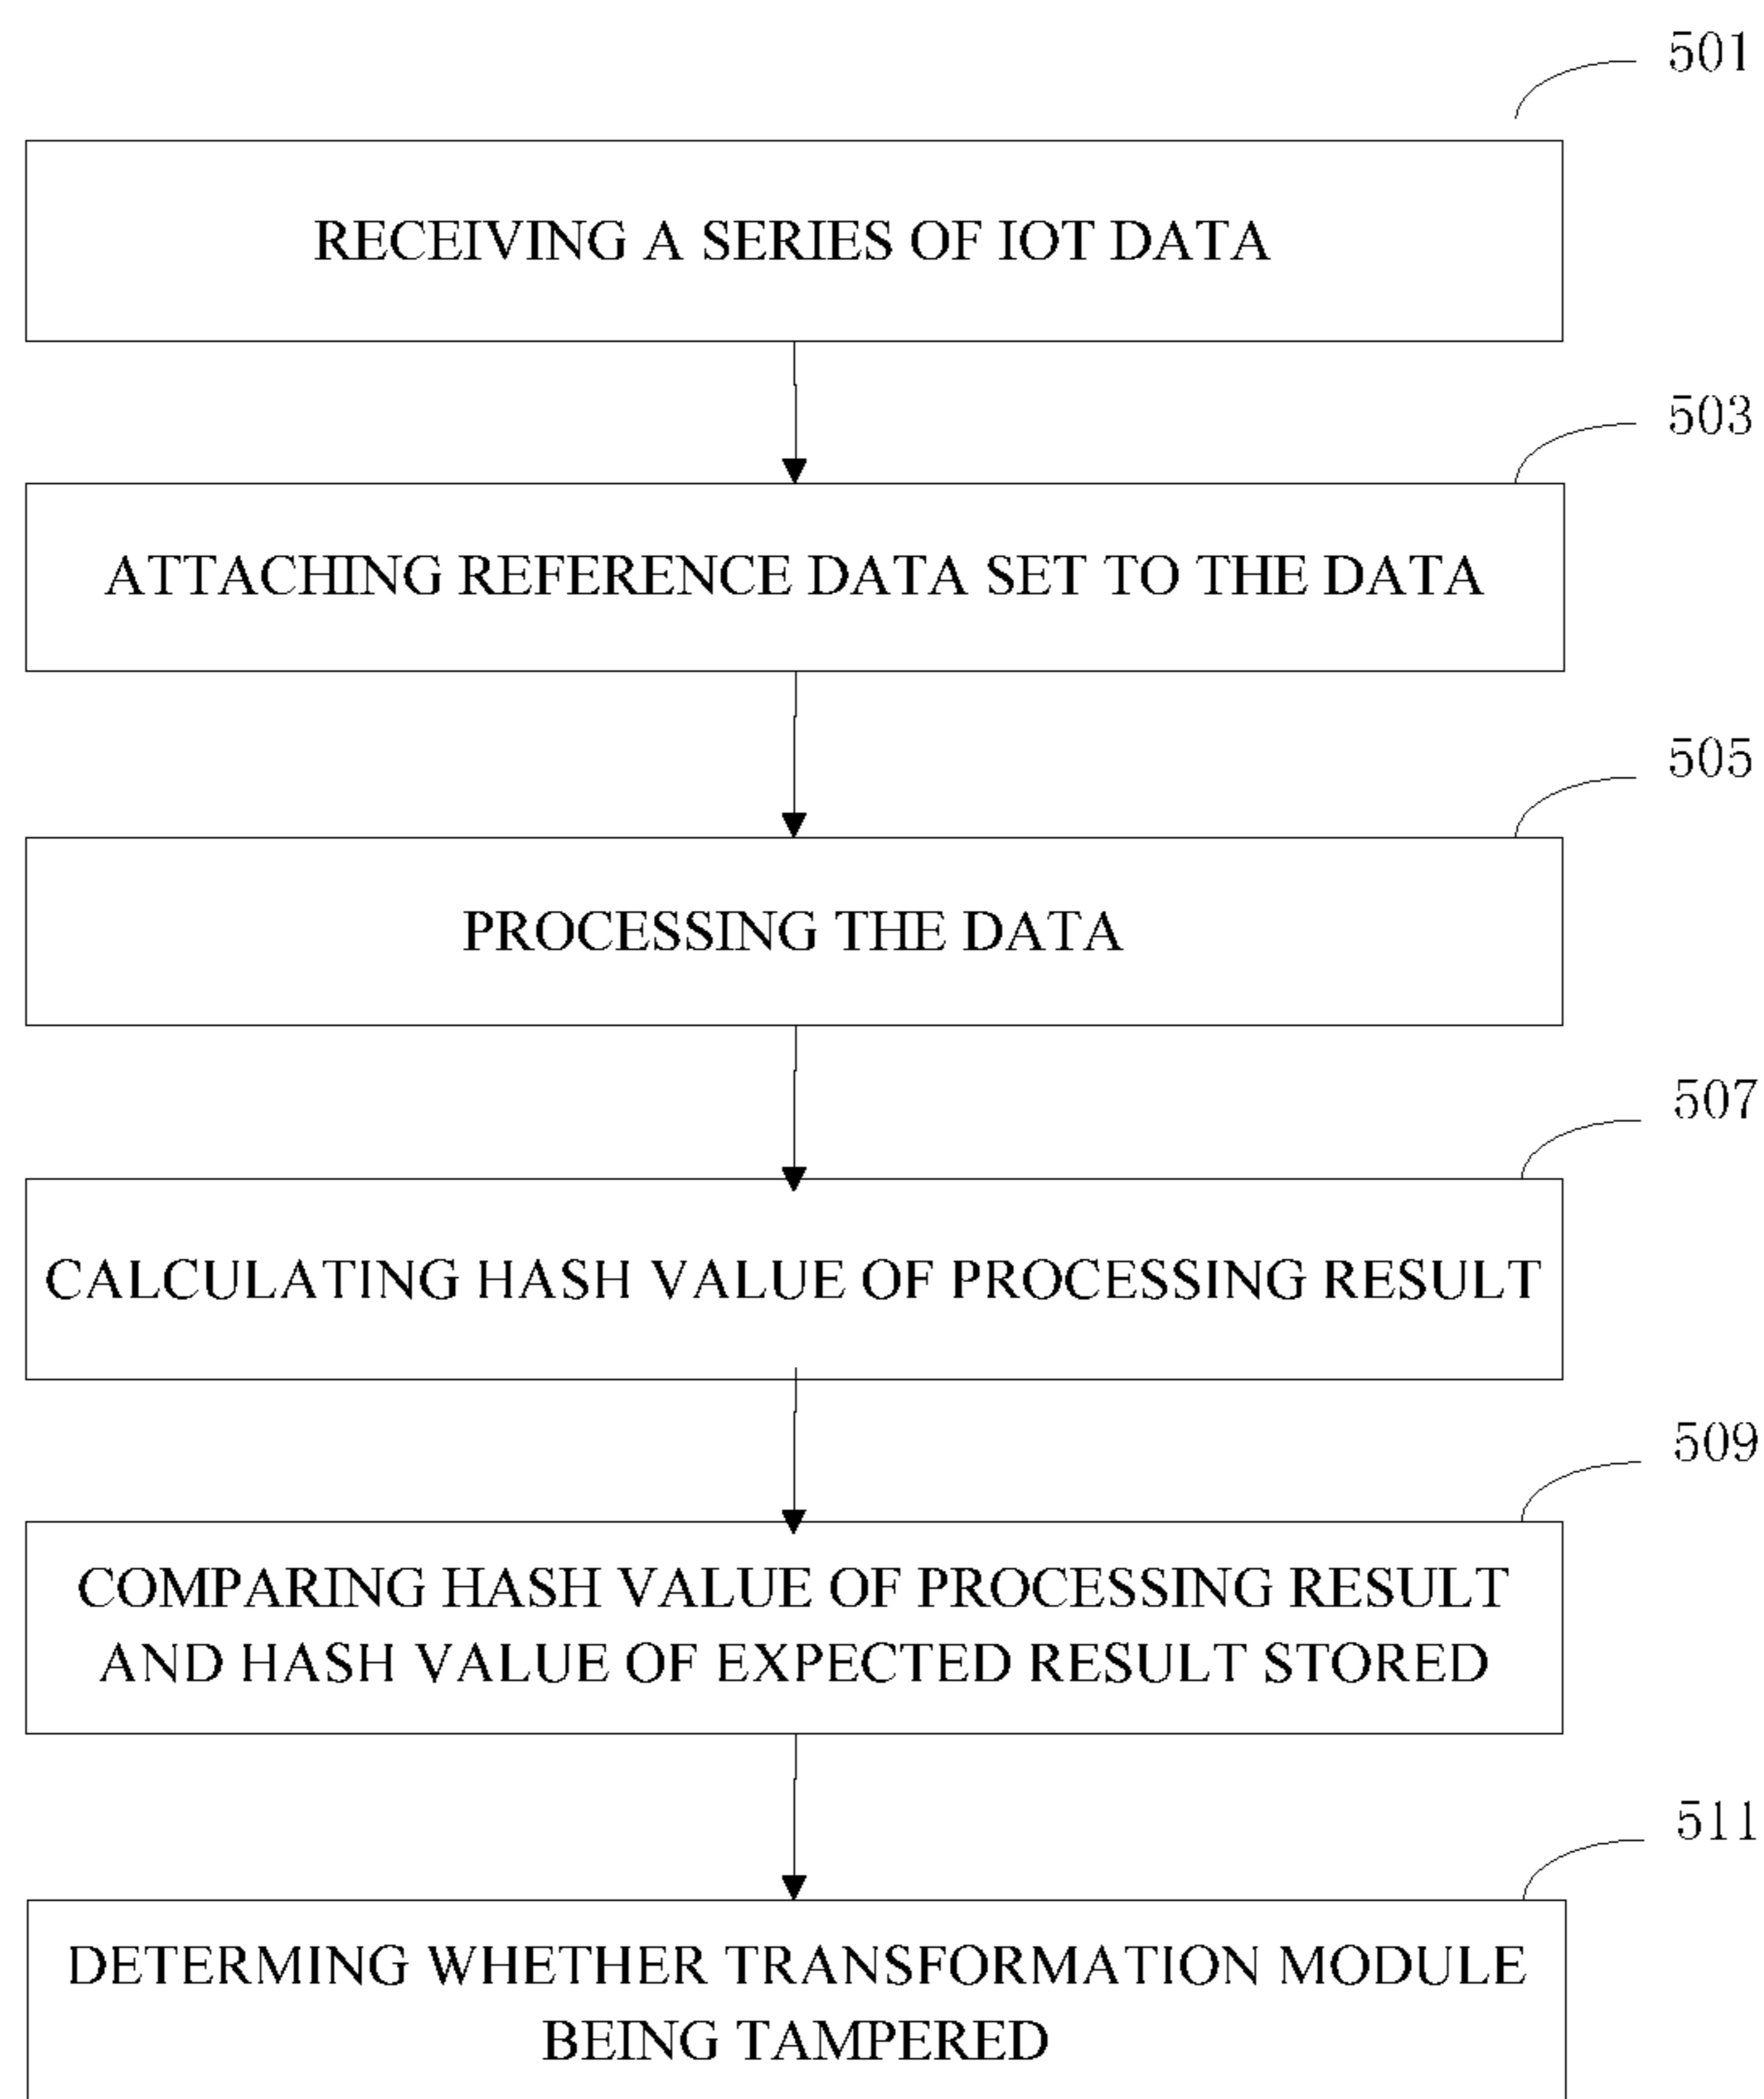 501
RECEIVING A SERIES OF IOT DATA
503
ATTACHING REFERENCE DATA SET TO THE DATA
505
PROCESSING THE DATA
507
CALCULATING HASH VALUE OF PROCESSING RESULT
509
COMPARING HASH VALUE OF PROCESSING RESULT
AND HASH VALUE OF EXPECTED RESULT STORED
511
DETERMING WHETHER TRANSFORMATION MODULE
BEING TAMPERED